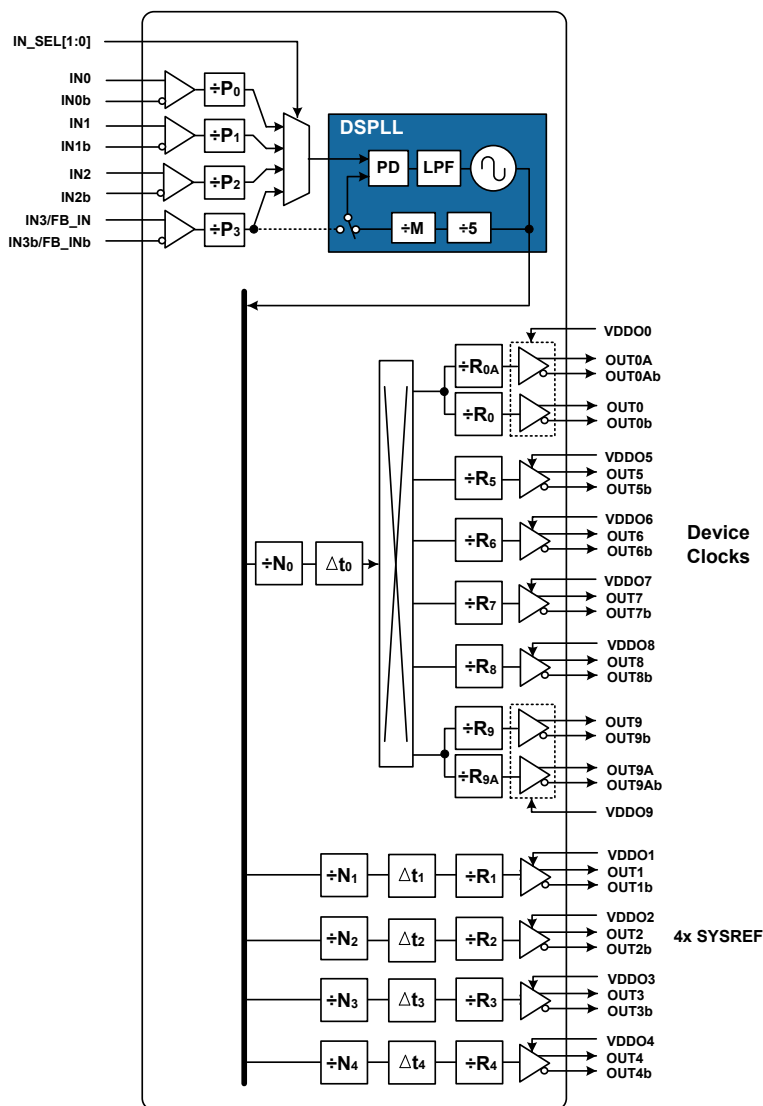 IN_SEL[1:0]
IN0
IN0b
÷P0
IN1
IN1b
÷P1
IN2
IN2b
÷P2
IN3/FB_IN
IN3b/FB_INb
÷P3
DSPLL
PD
LPF
÷M
÷5
VDDO0
÷R0A
OUT0A
OUT0Ab
÷R0
OUT0
OUT0b
VDDO5
÷R5
OUT5
OUT5b
VDDO6
÷R6
OUT6
OUT6b
Device
Clocks
÷N0
Δt0
VDDO7
÷R7
OUT7
OUT7b
VDDO8
÷R8
OUT8
OUT8b
÷R9
OUT9
OUT9b
÷R9A
OUT9A
OUT9Ab
VDDO9
VDDO1
÷N1
Δt1
÷R1
OUT1
OUT1b
VDDO2
÷N2
Δt2
÷R2
OUT2
OUT2b
4x SYSREF
VDDO3
÷N3
Δt3
÷R3
OUT3
OUT3b
VDDO4
÷N4
Δt4
÷R4
OUT4
OUT4b